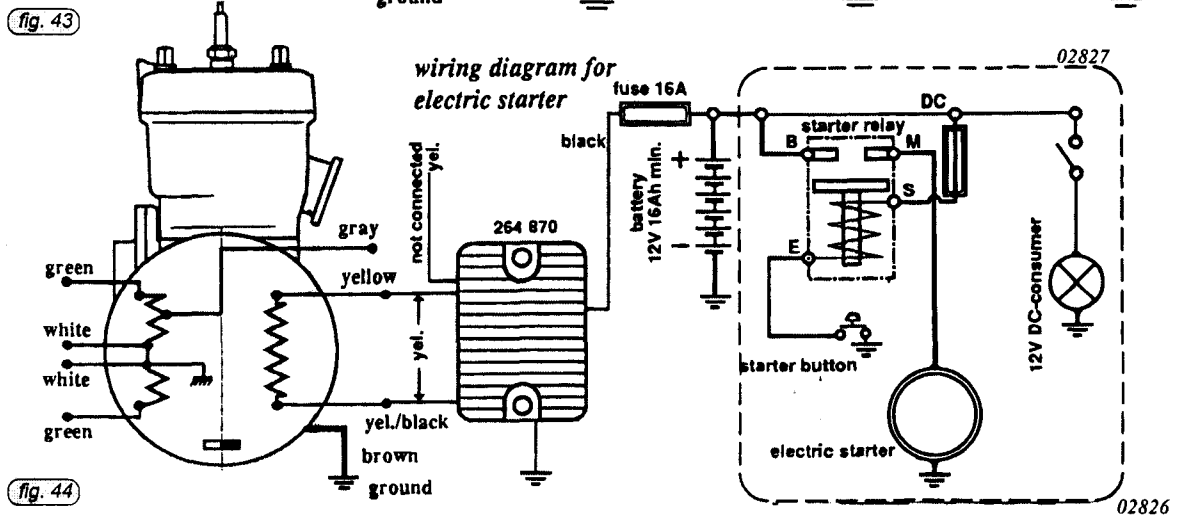 ground
fig. 43
02827
wiring diagram for
electric starter
fuse 16A
DC
black
starter relay
B
M
not connected
yel.
+
battery
12V 16Ah min.
-
S
264 870
gray
E
green
yellow
12V DC-consumer
white
yel.
white
starter button
green
yel./black
brown
electric starter
ground
fig. 44
02826